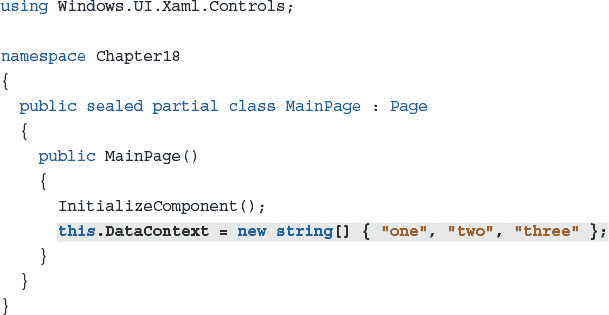 using Windows.UI.Xaml.Controls;
namespace Chapter18
{
public sealed partial class MainPage : Page
{
public MainPage()
{
InitializeComponent();
this.DataContext = new string[] { "one", "two", "three" };
}
}
}